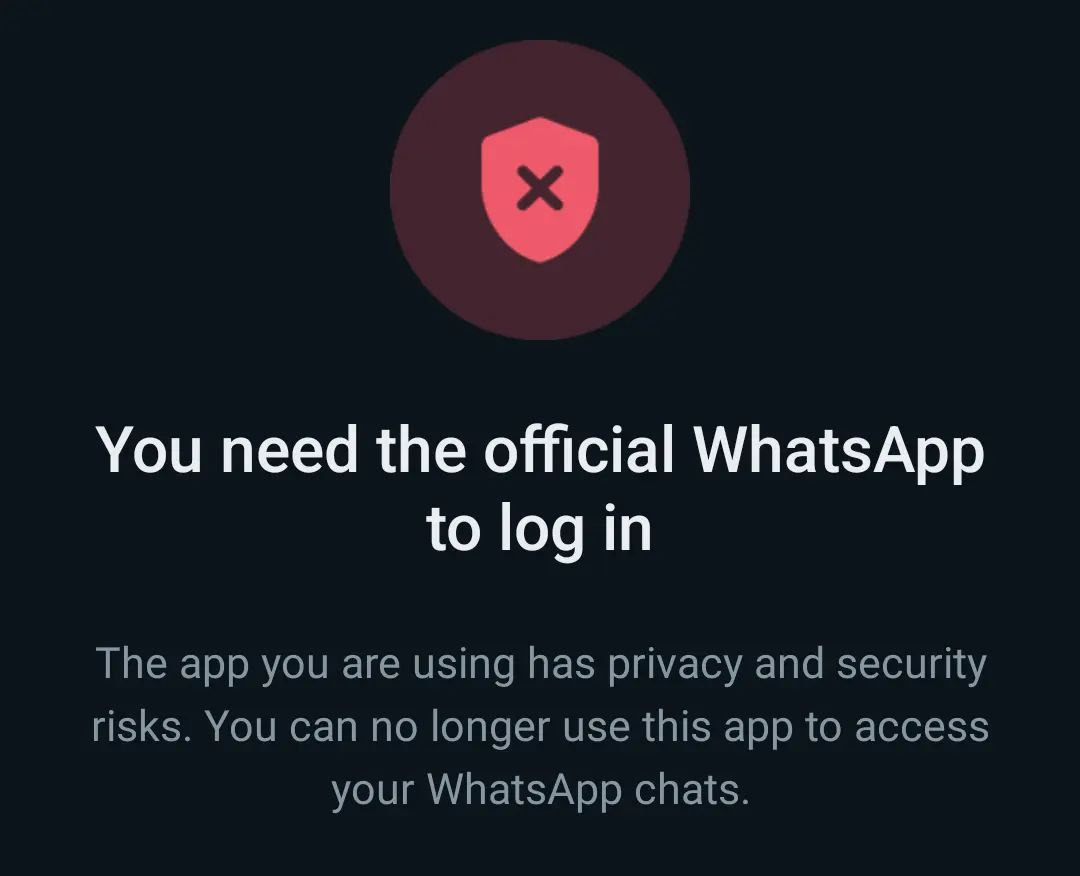 You need the official WhatsApp
to log in
The app you are using has privacy and security
risks. You can no longer use this app to access
your WhatsApp chats.